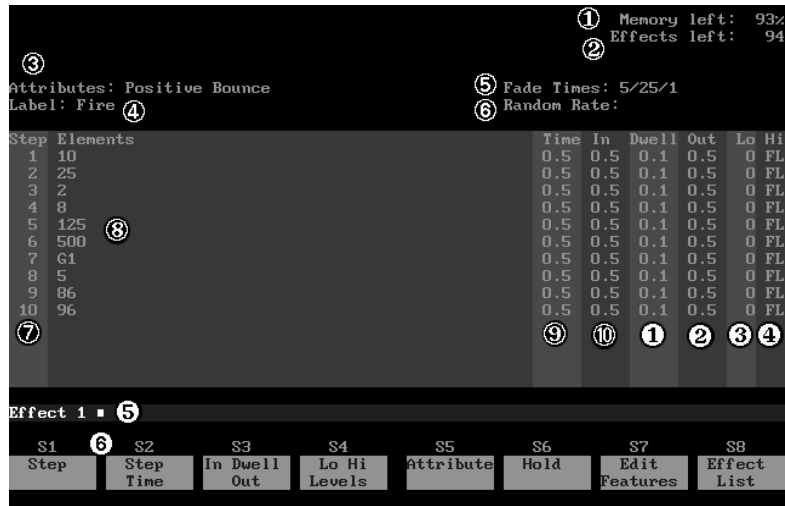 ① Memory left: 93%
② Effects left: 94
③
Attributes: Positive Bounce ⑤ Fade Times: 5/25/1
Label: Fire ④ ⑥ Random Rate:
Step Elements Time In Dwell Out Lo Hi
1 10 0.5 0.5 0.1 0.5 0 FL
2 25 0.5 0.5 0.1 0.5 0 FL
3 2 0.5 0.5 0.1 0.5 0 FL
4 8 0.5 0.5 0.1 0.5 0 FL
5 125 ⑧ 0.5 0.5 0.1 0.5 0 FL
6 500 0.5 0.5 0.1 0.5 0 FL
7 G1 0.5 0.5 0.1 0.5 0 FL
8 5 0.5 0.5 0.1 0.5 0 FL
9 86 0.5 0.5 0.1 0.5 0 FL
10 96 0.5 0.5 0.1 0.5 0 FL
⑦ ⑨ ⑩ ❶ ❷ ❸ ❹
Effect 1 ❺
S1 ❻ S2 S3 S4 S5 S6 S7 S8
Step Step In Dwell Lo Hi Attribute Hold Edit Effect
Time Out Levels Features List